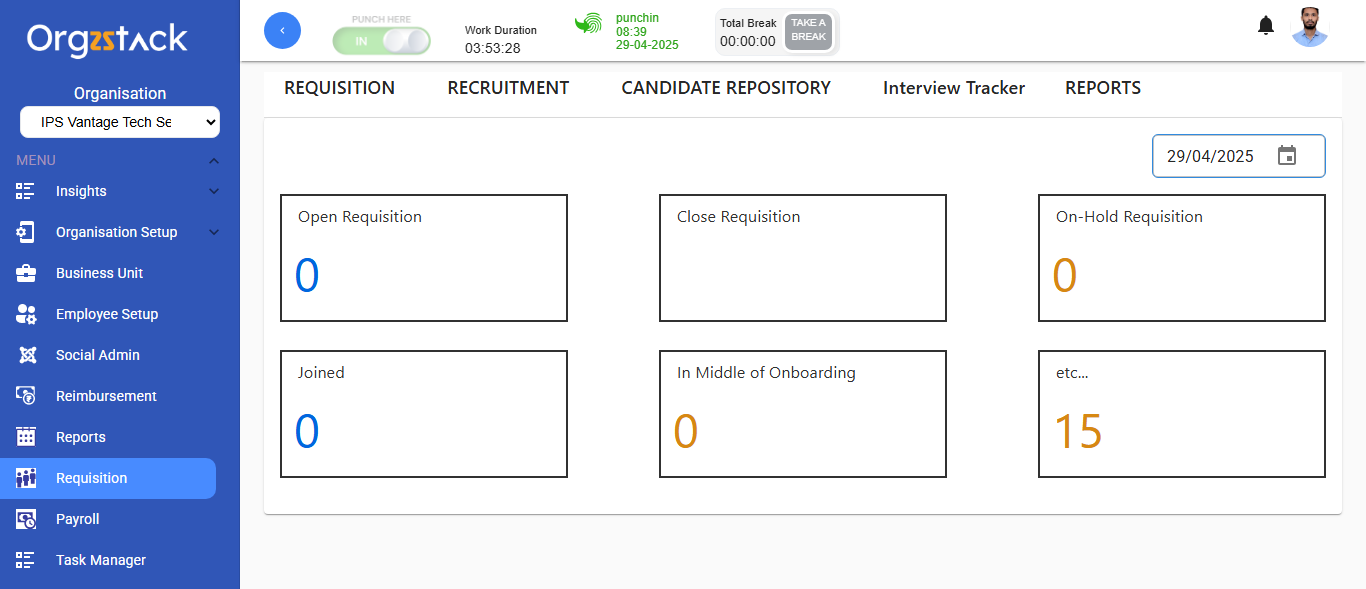 Orgzstack
Organisation
IPS Vantage Tech Se
MENU
Insights
Organisation Setup
Business Unit
Employee Setup
Social Admin
Reimbursement
Reports
Requisition
Payroll
Task Manager
PUNCH HERE
IN
Work Duration
03:53:28
punchin
08:39
29-04-2025
Total Break
00:00:00
TAKE A
BREAK
REQUISITION RECRUITMENT CANDIDATE REPOSITORY Interview Tracker REPORTS
29/04/2025
Open Requisition
0
Close Requisition
On-Hold Requisition
0
Joined
0
In Middle of Onboarding
0
etc...
15